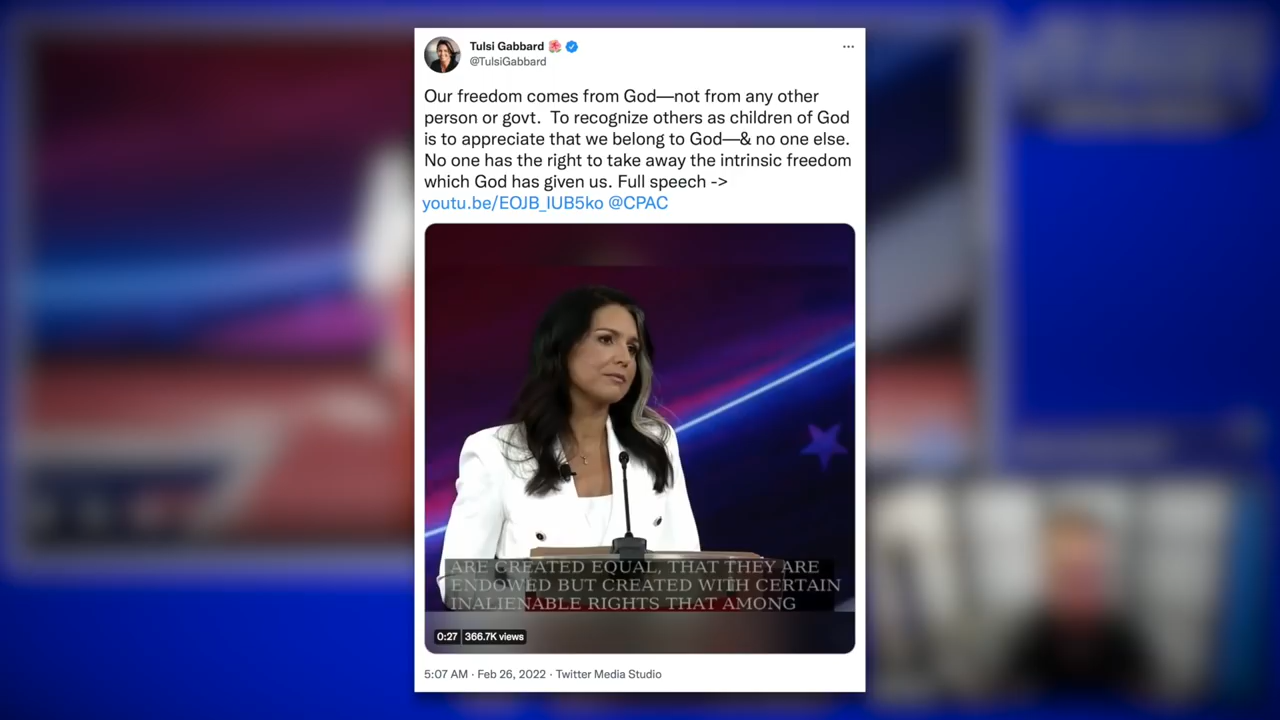 Tulsi Gabbard
@TulsiGabbard
Our freedom comes from God—not from any other
person or govt.  To recognize others as children of God
is to appreciate that we belong to God—& no one else.
No one has the right to take away the intrinsic freedom
which God has given us. Full speech ->
youtu.be/EOJB_IUB5ko @CPAC
ARE CREATED EQUAL, THAT THEY ARE
ENDOWED BUT CREATED WITH CERTAIN
INALIENABLE RIGHTS THAT AMONG
0:27 366.7K views
5:07 AM · Feb 26, 2022 · Twitter Media Studio